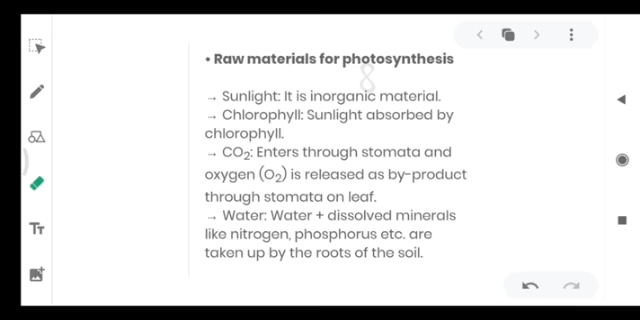 • Raw materials for photosynthesis
8
→ Sunlight: It is inorganic material.
→ Chlorophyll: Sunlight absorbed by
chlorophyll.
→ CO₂: Enters through stomata and
oxygen (O₂) is released as by-product
through stomata on leaf.
→ Water: Water + dissolved minerals
like nitrogen, phosphorus etc. are
taken up by the roots of the soil.
Tт